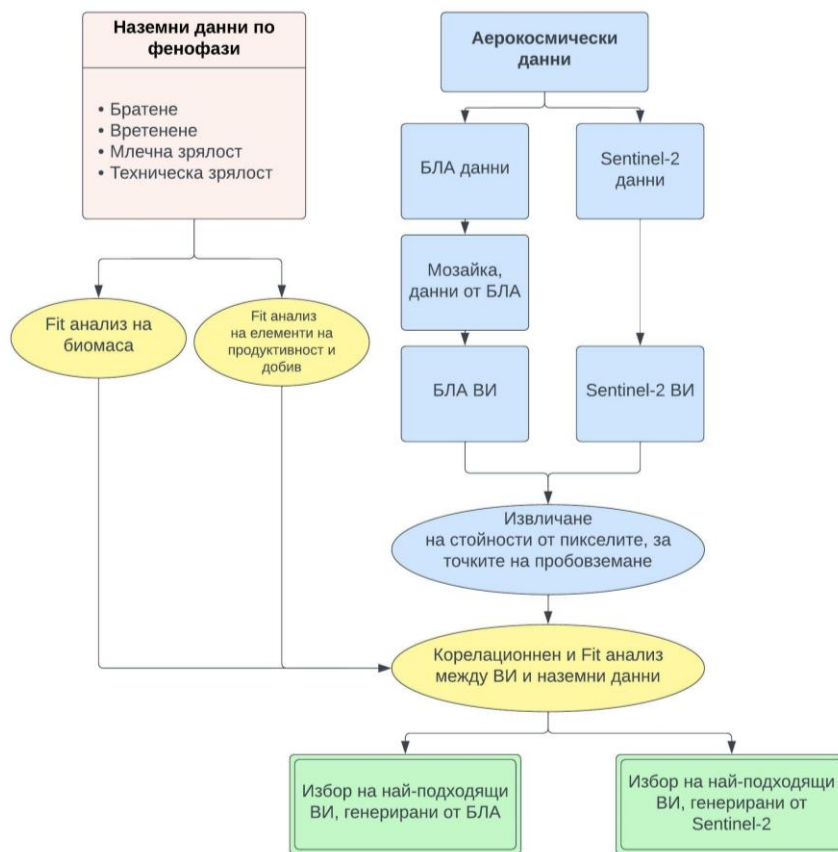 Наземни данни по
фенофази
• Братене
• Вретенене
• Млечна зрялост
• Техническа зрялост
Аерокосмически
данни
БЛА данни
Sentinel-2
данни
Мозайка,
данни от БЛА
Fit анализ на
биомаса
Fit анализ
на елементи на
продуктивност и
добив
БЛА ВИ
Sentinel-2 ВИ
Извличане
на стойности от пикселите, за
точките на пробовземане
Корелационнен и Fit анализ
между ВИ и наземни данни
Избор на най-подходящи
ВИ, генерирани от БЛА
Избор на най-подходящи
ВИ, генерирани от
Sentinel-2